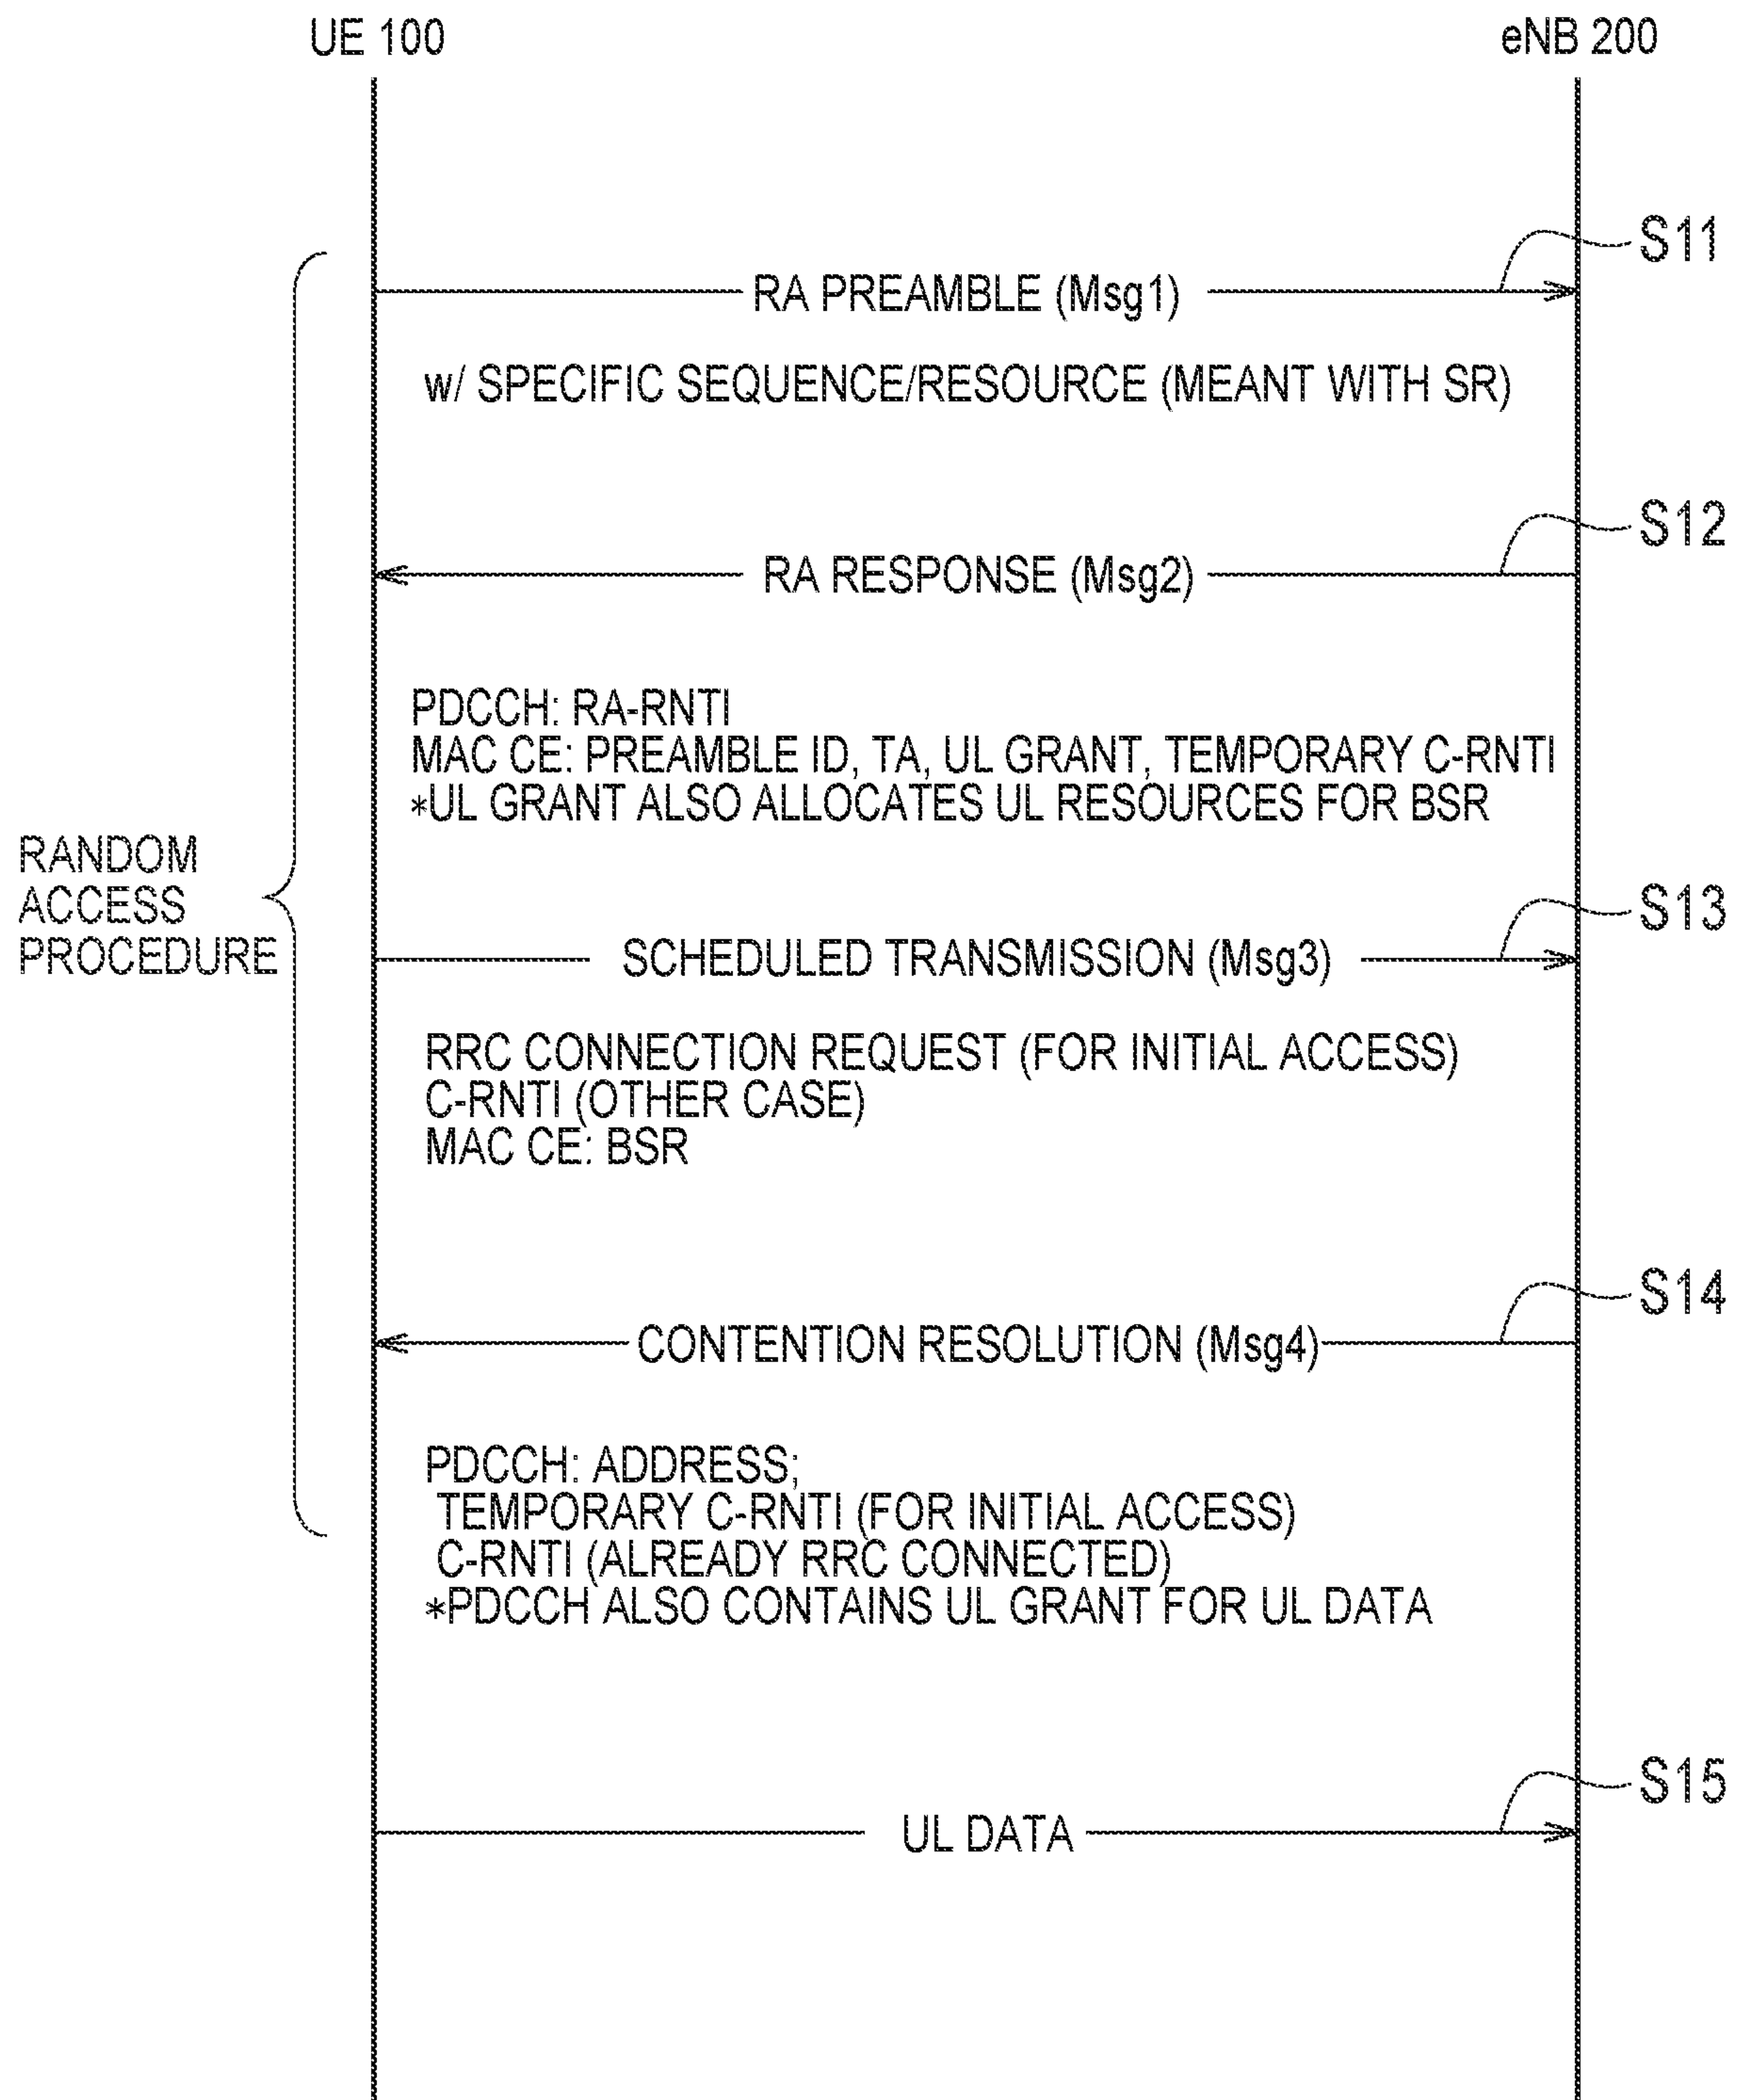 UE 100
eNB 200
S11
RA PREAMBLE (Msg1)
w/ SPECIFIC SEQUENCE/RESOURCE (MEANT WITH SR)
S12
RA RESPONSE (Msg2)
PDCCH: RA-RNTI
MAC CE: PREAMBLE ID, TA, UL GRANT, TEMPORARY C-RNTI
*UL GRANT ALSO ALLOCATES UL RESOURCES FOR BSR
RANDOM
ACCESS
PROCEDURE
S13
SCHEDULED TRANSMISSION (Msg3)
RRC CONNECTION REQUEST (FOR INITIAL ACCESS)
C-RNTI (OTHER CASE)
MAC CE: BSR
S14
CONTENTION RESOLUTION (Msg4)
PDCCH: ADDRESS;
TEMPORARY C-RNTI (FOR INITIAL ACCESS)
C-RNTI (ALREADY RRC CONNECTED)
*PDCCH ALSO CONTAINS UL GRANT FOR UL DATA
S15
UL DATA